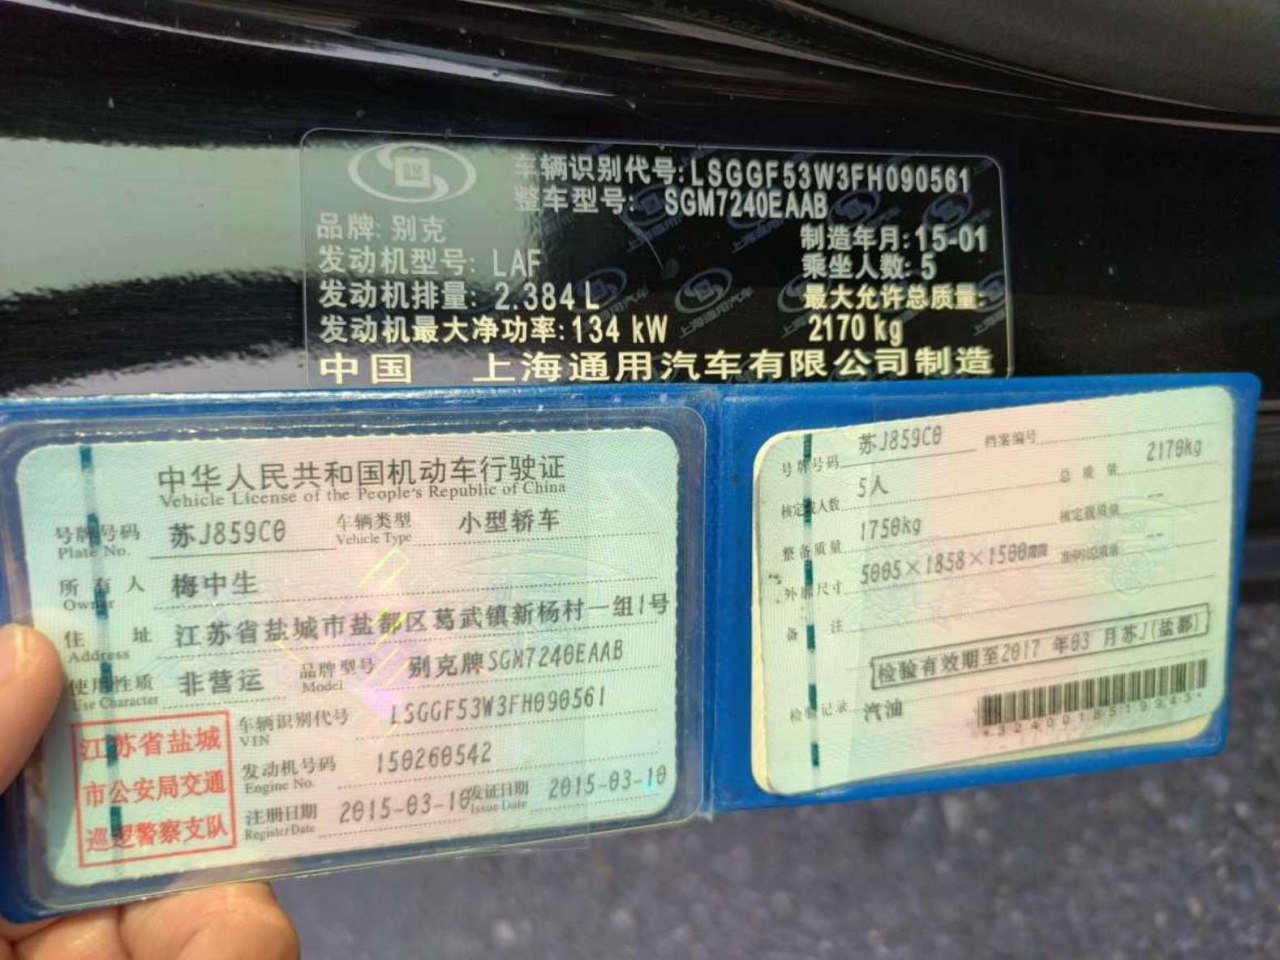 GM
车辆识别代号:LSGGF53W3FH090561
整车型号: SGM7240EAAB
品牌: 别克
制造年月:15-01
发动机型号: LAF
乘坐人数: 5
发动机排量: 2.384 L
最大允许总质量:
发动机最大净功率:134 kW
2170 kg
中国 上海通用汽车有限公司制造
上海通用汽车
中华人民共和国机动车行驶证
Vehicle License of the People's Republic of China
号牌号码 苏J859C0 车辆类型 小型轿车
Plate No. Vehicle Type
所有人 梅中生
Owner
住址 江苏省盐城市盐都区葛武镇新杨村一组1号
Address
使用性质 非营运 品牌型号 别克牌SGM7240EAAB
Use Character Model
车辆识别代号 LSGGF53W3FH090561
VIN
发动机号码 150260542
Engine No.
注册日期 2015-03-10 发证日期 2015-03-10
Register Date Issue Date
江苏省盐城
市公安局交通
巡逻警察支队
号牌号码 苏J859C0 档案编号
核定载人数 5人 总质量 2170kg
整备质量 1750kg 核定载质量 --
外廓尺寸 5005×1858×1500mm 准牵引总质量 --
备注
检验有效期至2017 年03 月苏J(盐都)
检验记录 汽油